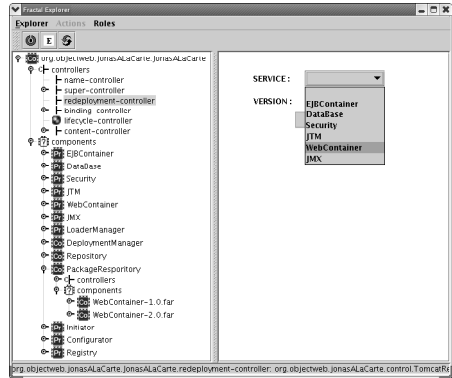 Fractal Explorer
Explorer Actions Roles
E
org.objectweb.jonasALaCarte.JonasALaCarte
controllers
name-controller
super-controller
redeployment-controller
binding controller
lifecycle-controller
content-controller
components
EJBContainer
DataBase
Security
JTM
WebContainer
JMX
LoaderManager
DeploymentManager
Repository
PackageRespority
controllers
components
WebContainer-1.0.far
WebContainer-2.0.far
Initiator
Configurator
Registry
SERVICE :
VERSION :
EJBContainer
DataBase
Security
JTM
WebContainer
JMX
org.objectweb.jonasALaCarte.JonasALaCarte.redeployment-controller: org.objectweb.jonasALaCarte.control.TomcatRe